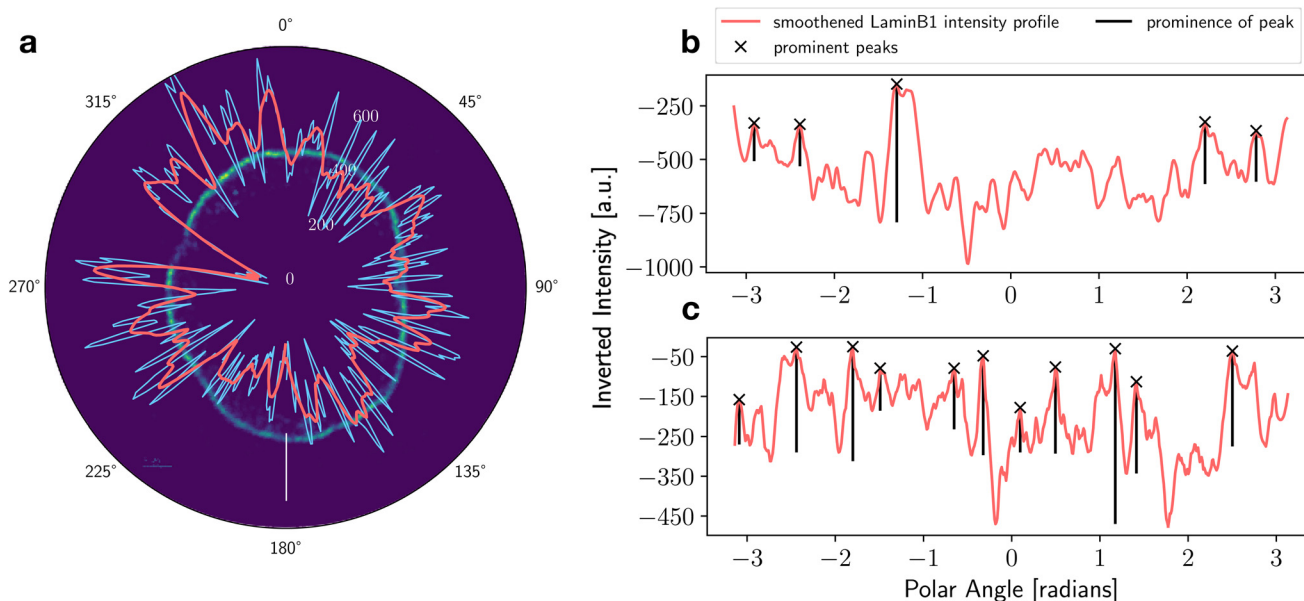 a
0°
45°
90°
135°
180°
225°
270°
315°
600
200
0
smoothened LaminB1 intensity profile
prominence of peak
prominent peaks
b
−250
−500
−750
−1000
−3 −2 −1 0 1 2 3
Inverted Intensity [a.u.]
c
−50
−150
−250
−350
−450
−3 −2 −1 0 1 2 3
Polar Angle [radians]